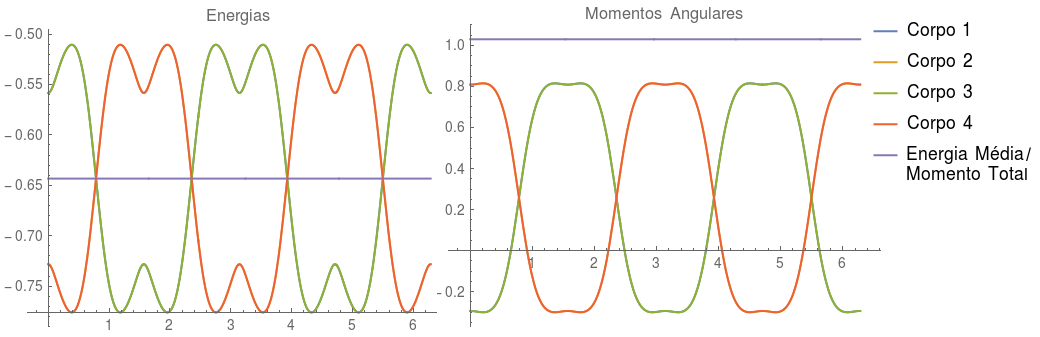 Energias
-0.50
-0.55
-0.60
-0.65
-0.70
-0.75
1 2 3 4 5 6
Momentos Angulares
1.0
0.8
0.6
0.4
0.2
-0.2
1 2 3 4 5 6
Corpo 1
Corpo 2
Corpo 3
Corpo 4
Energia Média/
Momento Total